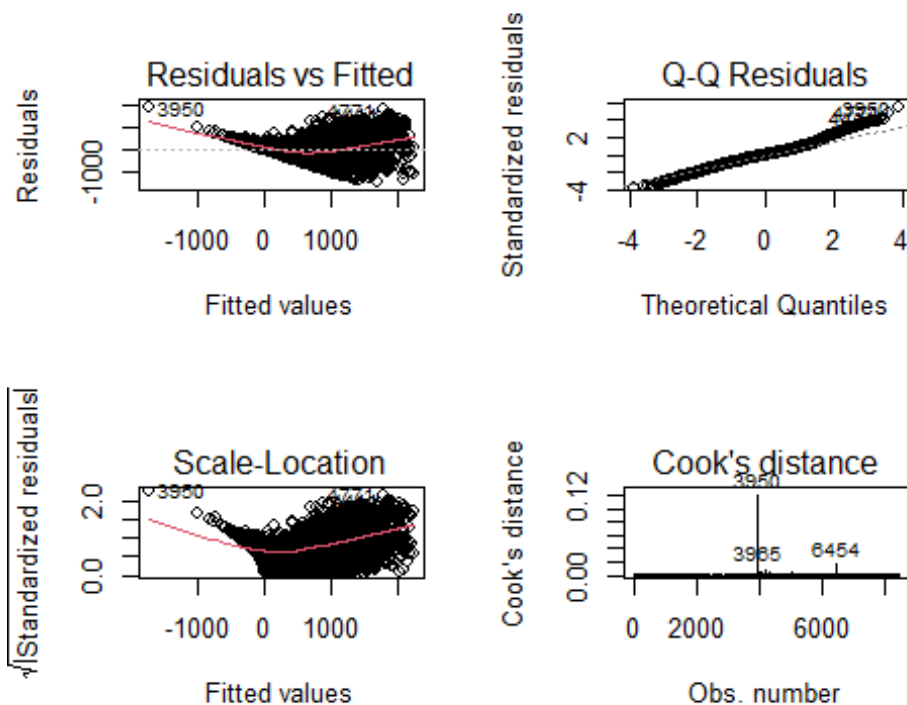 Residuals vs Fitted
Residuals
-1000
3950
4771
-1000 0 1000
Fitted values
Q-Q Residuals
Standardized residuals
-4 2
3950
-4 -2 0 2 4
Theoretical Quantiles
Scale-Location
√|Standardized residuals|
0.0 2.0
3950
4771
-1000 0 1000
Fitted values
Cook's distance
Cook's distance
0.00 0.12
3950
3965
6454
0 2000 6000
Obs. number